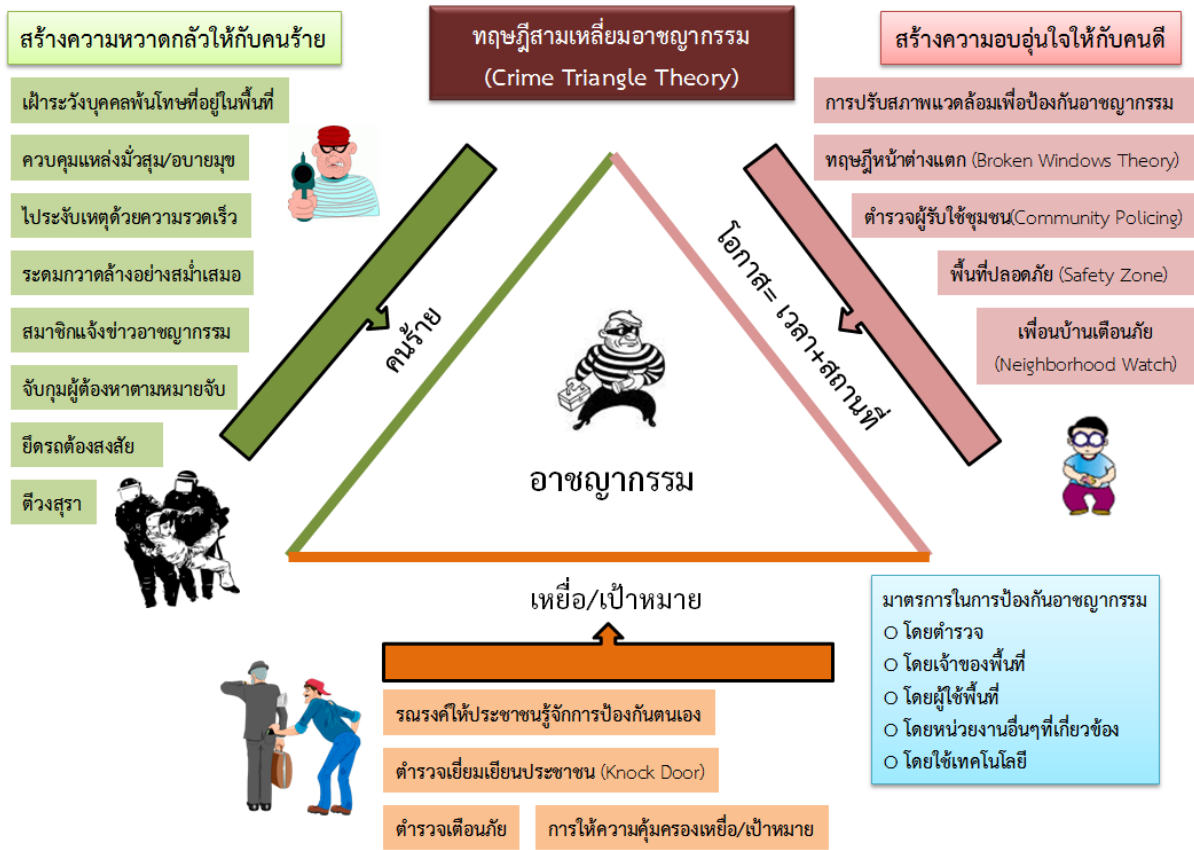 สร้างความหวาดกลัวให้กับคนร้าย
ทฤษฎีสามเหลี่ยมอาชญากรรม
(Crime Triangle Theory)
สร้างความอบอุ่นใจให้กับคนดี
เฝ้าระวังบุคคลพ้นโทษที่อยู่ในพื้นที่
ควบคุมแหล่งมั่วสุม/อบายมุข
ไประงับเหตุด้วยความรวดเร็ว
ระดมกวาดล้างอย่างสม่ำเสมอ
สมาชิกแจ้งข่าวอาชญากรรม
จับกุมผู้ต้องหาตามหมายจับ
ยึดรถต้องสงสัย
ตีวงสุรา
การปรับสภาพแวดล้อมเพื่อป้องกันอาชญากรรม
ทฤษฎีหน้าต่างแตก (Broken Windows Theory)
ตำรวจผู้รับใช้ชุมชน(Community Policing)
พื้นที่ปลอดภัย (Safety Zone)
เพื่อนบ้านเตือนภัย
(Neighborhood Watch)
คนร้าย
โอกาส= เวลา+สถานที่
อาชญากรรม
เหยื่อ/เป้าหมาย
รณรงค์ให้ประชาชนรู้จักการป้องกันตนเอง
ตำรวจเยี่ยมเยียนประชาชน (Knock Door)
ตำรวจเตือนภัย
การให้ความคุ้มครองเหยื่อ/เป้าหมาย
มาตรการในการป้องกันอาชญากรรม
O โดยตำรวจ
O โดยเจ้าของพื้นที่
O โดยผู้ใช้พื้นที่
O โดยหน่วยงานอื่นๆที่เกี่ยวข้อง
O โดยใช้เทคโนโลยี